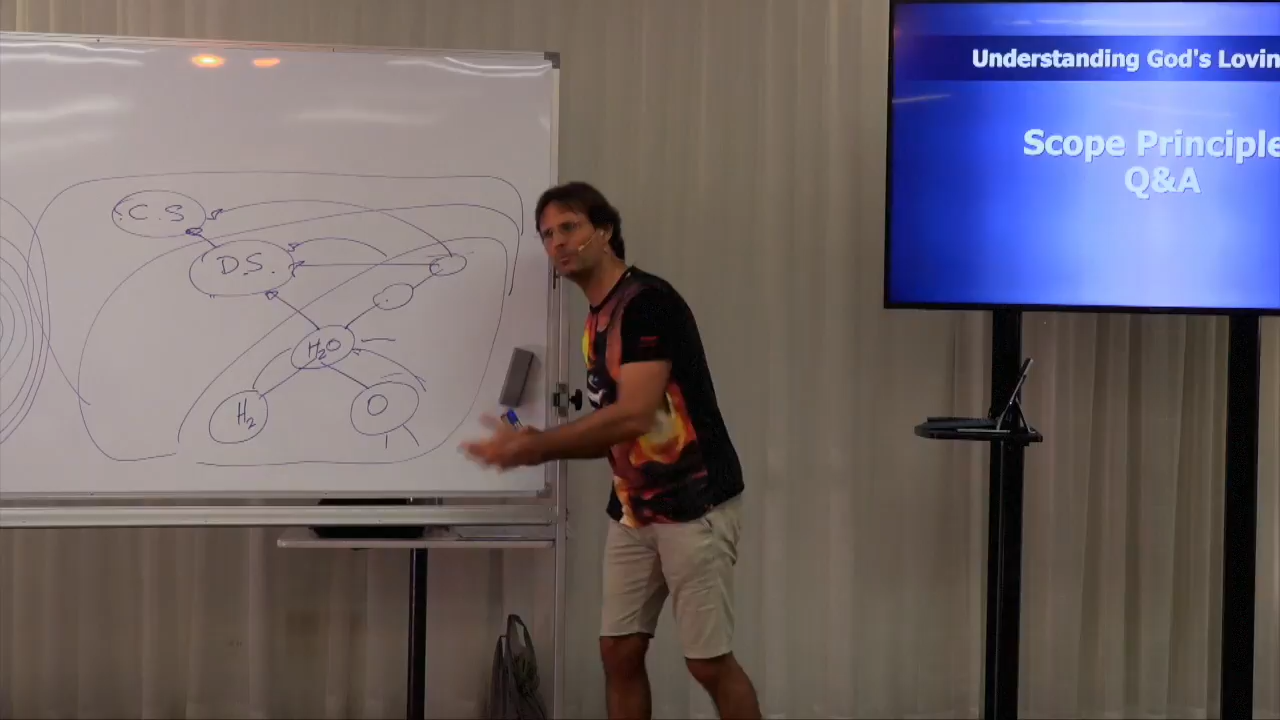 .C.S
D.S.
H₂O
H₂
O
Understanding God's Lovin
Scope Principle
Q&A